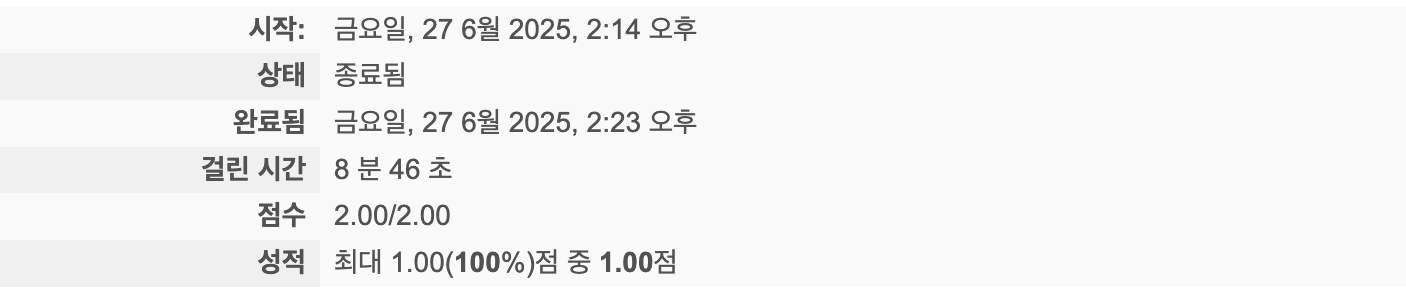 시작: 금요일, 27 6월 2025, 2:14 오후
상태 종료됨
완료됨 금요일, 27 6월 2025, 2:23 오후
걸린 시간 8 분 46 초
점수 2.00/2.00
성적 최대 1.00(100%)점 중 1.00점